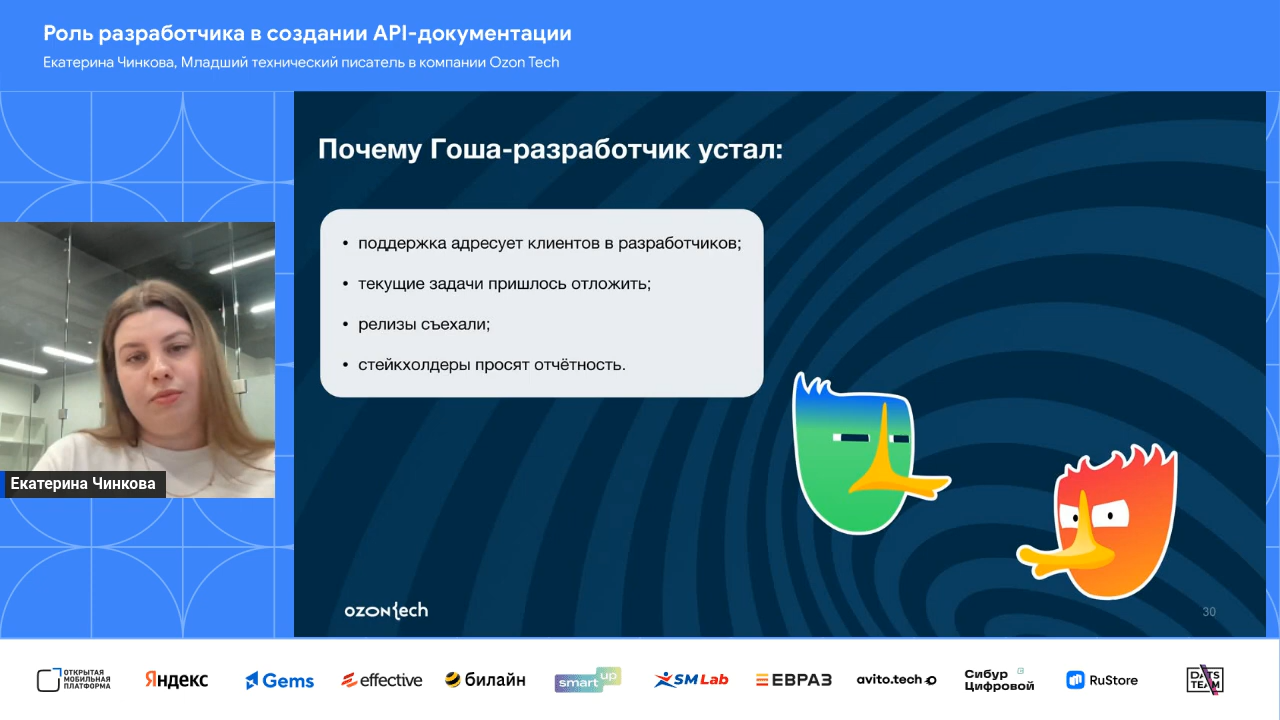 Роль разработчика в создании API-документации
Екатерина Чинкова, Младший технический писатель в компании Ozon Tech
Почему Гоша-разработчик устал:
• поддержка адресует клиентов в разработчиков;
• текущие задачи пришлось отложить;
• релизы съехали;
• стейкхолдеры просят отчётность.
Екатерина Чинкова
ozon{ech
30
ОТКРЫТАЯ
МОБИЛЬНАЯ
ПЛАТФОРМА
Яндекс
Gems
effective
билайн
smart up
SM Lab
ЕВРАЗ
avito.tech
Сибур
Цифровой
RuStore
DATS
TEAM